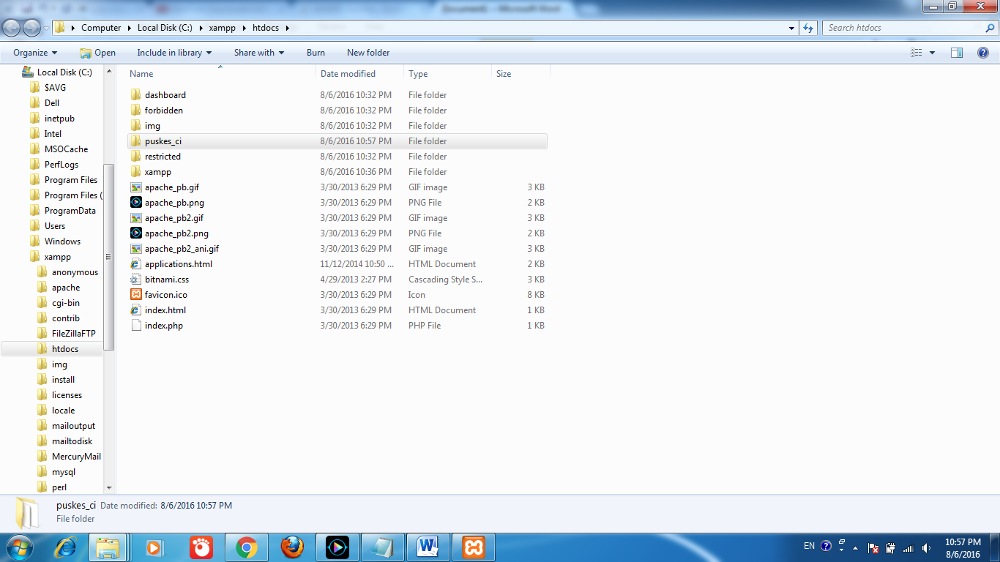 [Document] - Microsoft Word
Computer Local Disk (C:) xampp htdocs
Search htdocs
Organize Open Include in library Share with Burn New folder
Local Disk (C:)
$AVG
Dell
inetpub
Intel
MSOCache
PerfLogs
Program Files
Program Files (
ProgramData
Users
Windows
xampp
anonymous
apache
cgi-bin
contrib
FileZillaFTP
htdocs
img
install
licenses
locale
mailoutput
mailtodisk
MercuryMail
mysql
perl
Name Date modified Type Size
dashboard 8/6/2016 10:32 PM File folder
forbidden 8/6/2016 10:32 PM File folder
img 8/6/2016 10:32 PM File folder
puskes_ci 8/6/2016 10:57 PM File folder
restricted 8/6/2016 10:32 PM File folder
xampp 8/6/2016 10:36 PM File folder
apache_pb.gif 3/30/2013 6:29 PM GIF image 3 KB
apache_pb.png 3/30/2013 6:29 PM PNG File 2 KB
apache_pb2.gif 3/30/2013 6:29 PM GIF image 3 KB
apache_pb2.png 3/30/2013 6:29 PM PNG File 2 KB
apache_pb2_ani.gif 3/30/2013 6:29 PM GIF image 3 KB
applications.html 11/12/2014 10:50 ... HTML Document 2 KB
bitnami.css 4/29/2013 2:27 PM Cascading Style S... 3 KB
favicon.ico 3/30/2013 6:29 PM Icon 8 KB
index.html 3/30/2013 6:29 PM HTML Document 1 KB
index.php 3/30/2013 6:29 PM PHP File 1 KB
puskes_ci Date modified: 8/6/2016 10:57 PM
File folder
EN
10:57 PM
8/6/2016